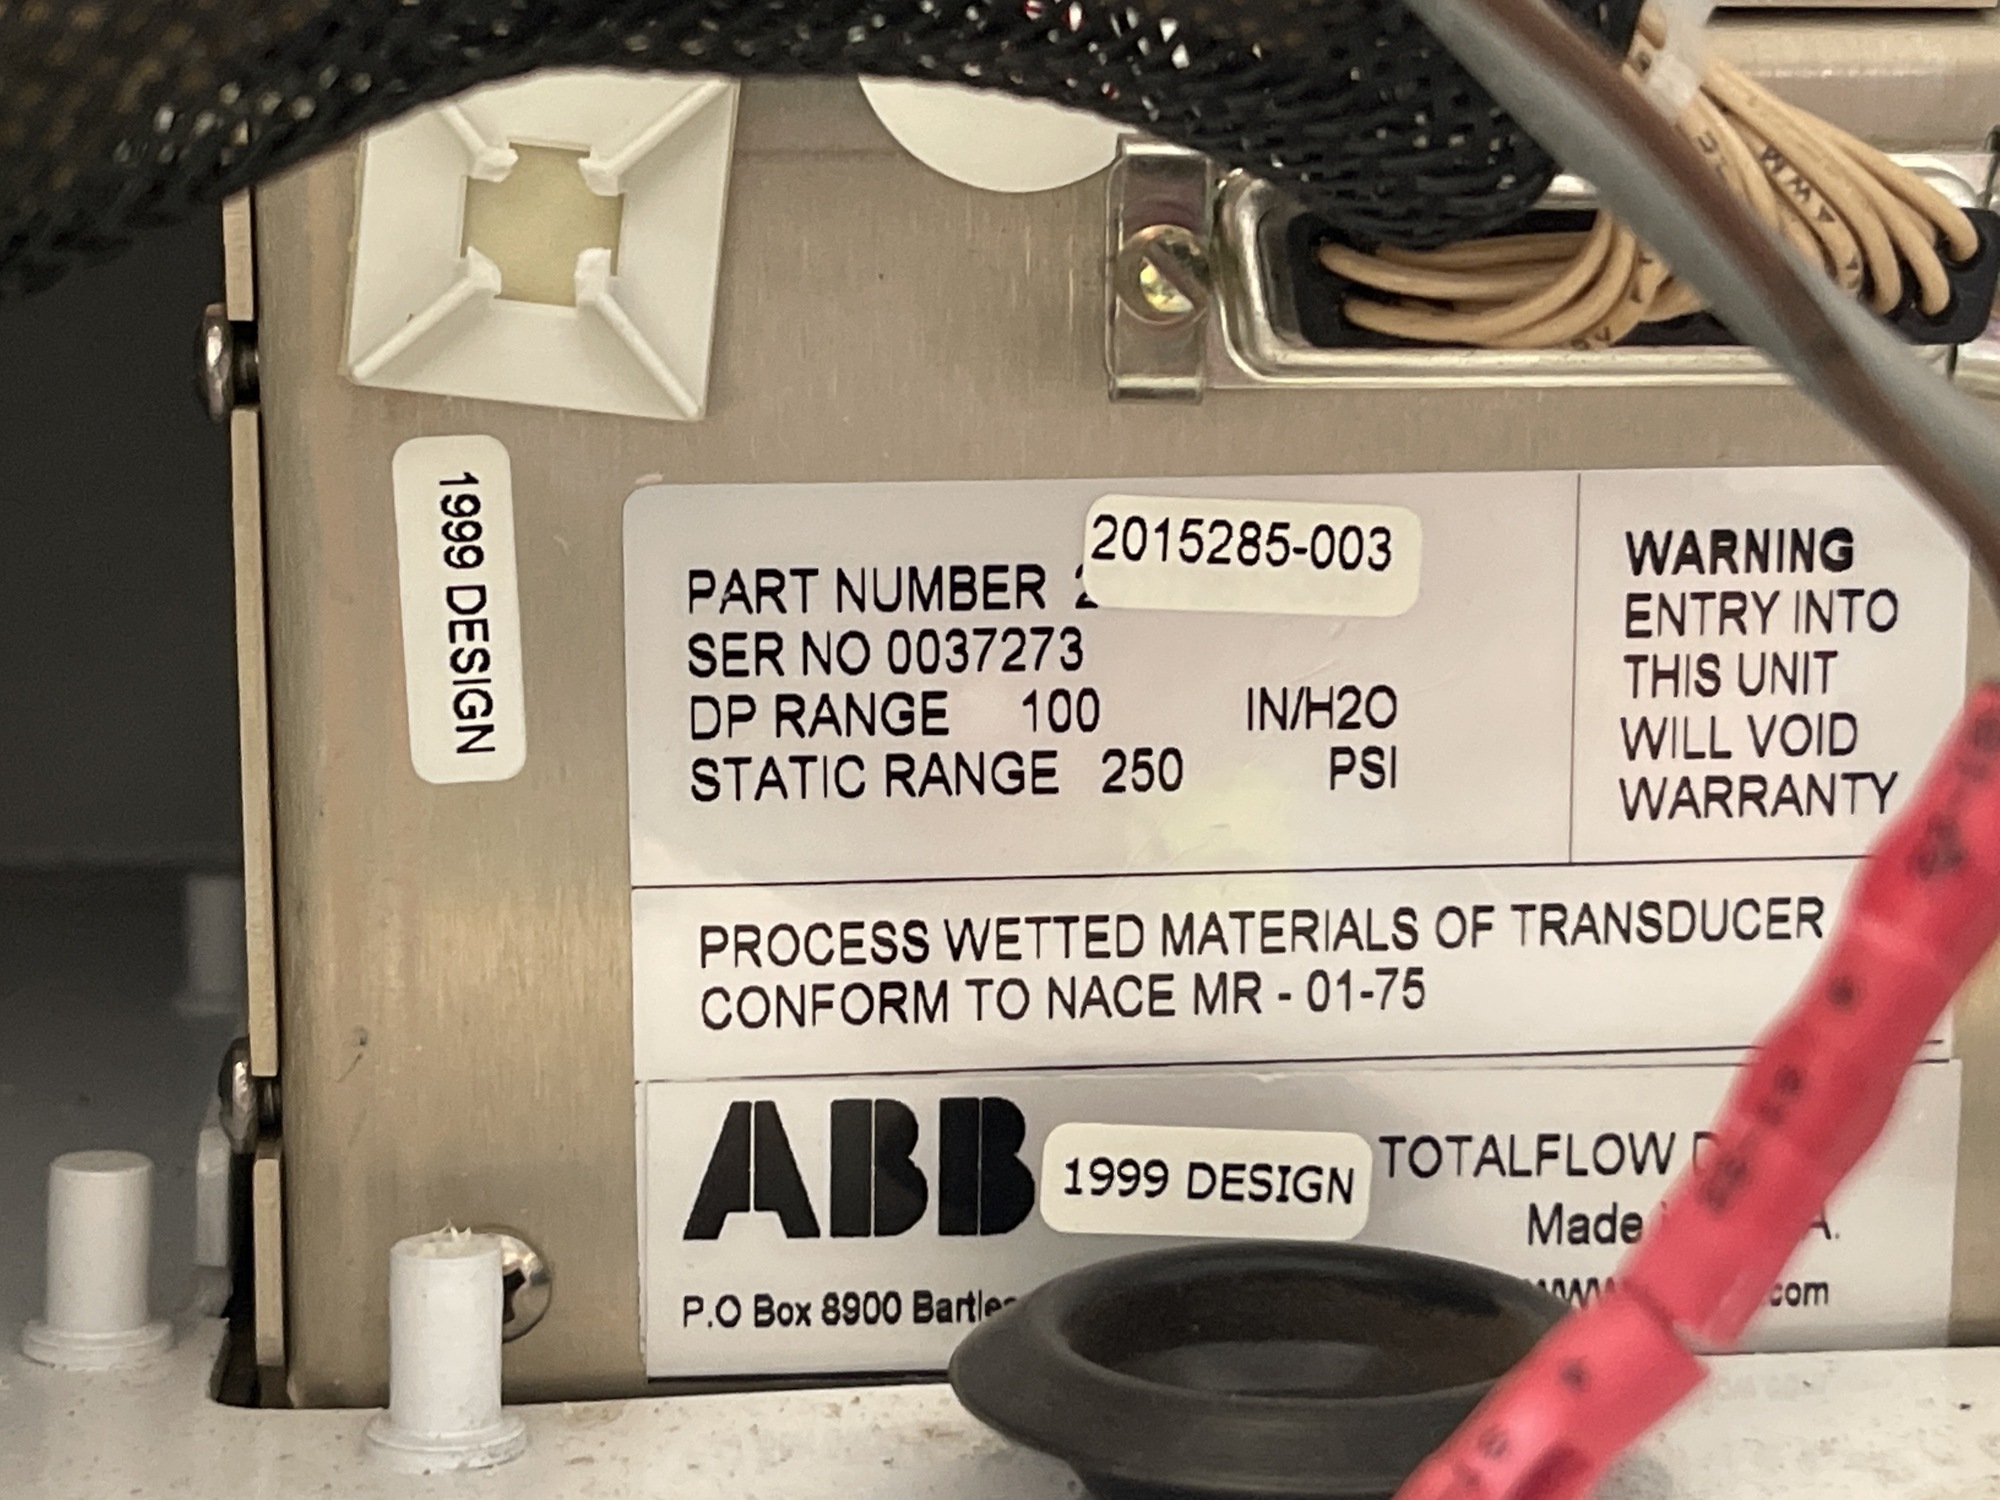 1999 DESIGN
2015285-003
PART NUMBER 2
SER NO 0037273
DP RANGE 100 IN/H2O
STATIC RANGE 250 PSI
WARNING
ENTRY INTO
THIS UNIT
WILL VOID
WARRANTY
PROCESS WETTED MATERIALS OF TRANSDUCER
CONFORM TO NACE MR - 01-75
ABB
1999 DESIGN
TOTALFLOW
Made
P.O Box 8900